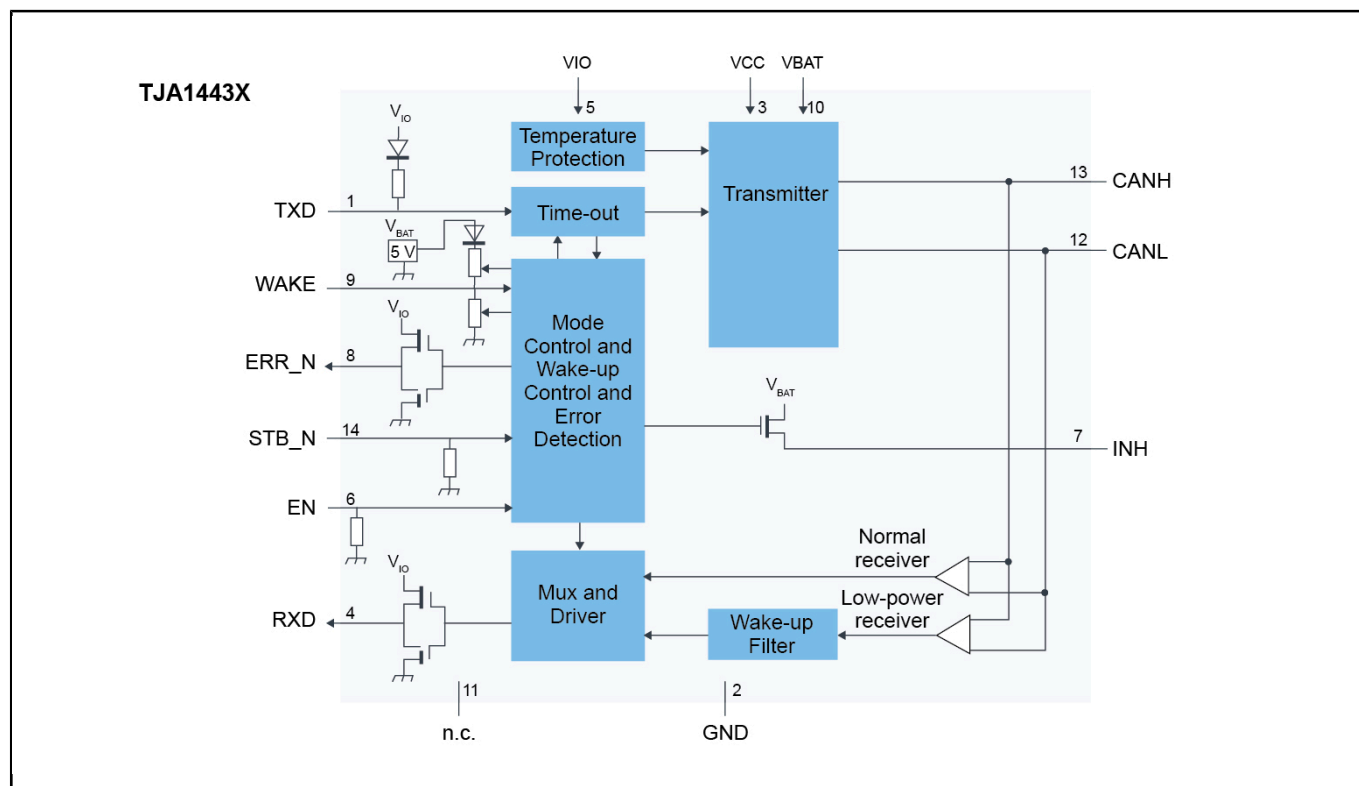 TJA1443X
VIO
VCC
VBAT
5
3
10
VIO
Temperature
Protection
Transmitter
13
CANH
TXD
1
Time-out
VBAT
5 V
12
CANL
WAKE
9
VIO
Mode
Control and
Wake-up
Control and
Error
Detection
ERR_N
8
VBAT
STB_N
14
7
INH
EN
6
Normal
receiver
VIO
Mux and
Driver
Low-power
receiver
RXD
4
Wake-up
Filter
11
2
n.c.
GND